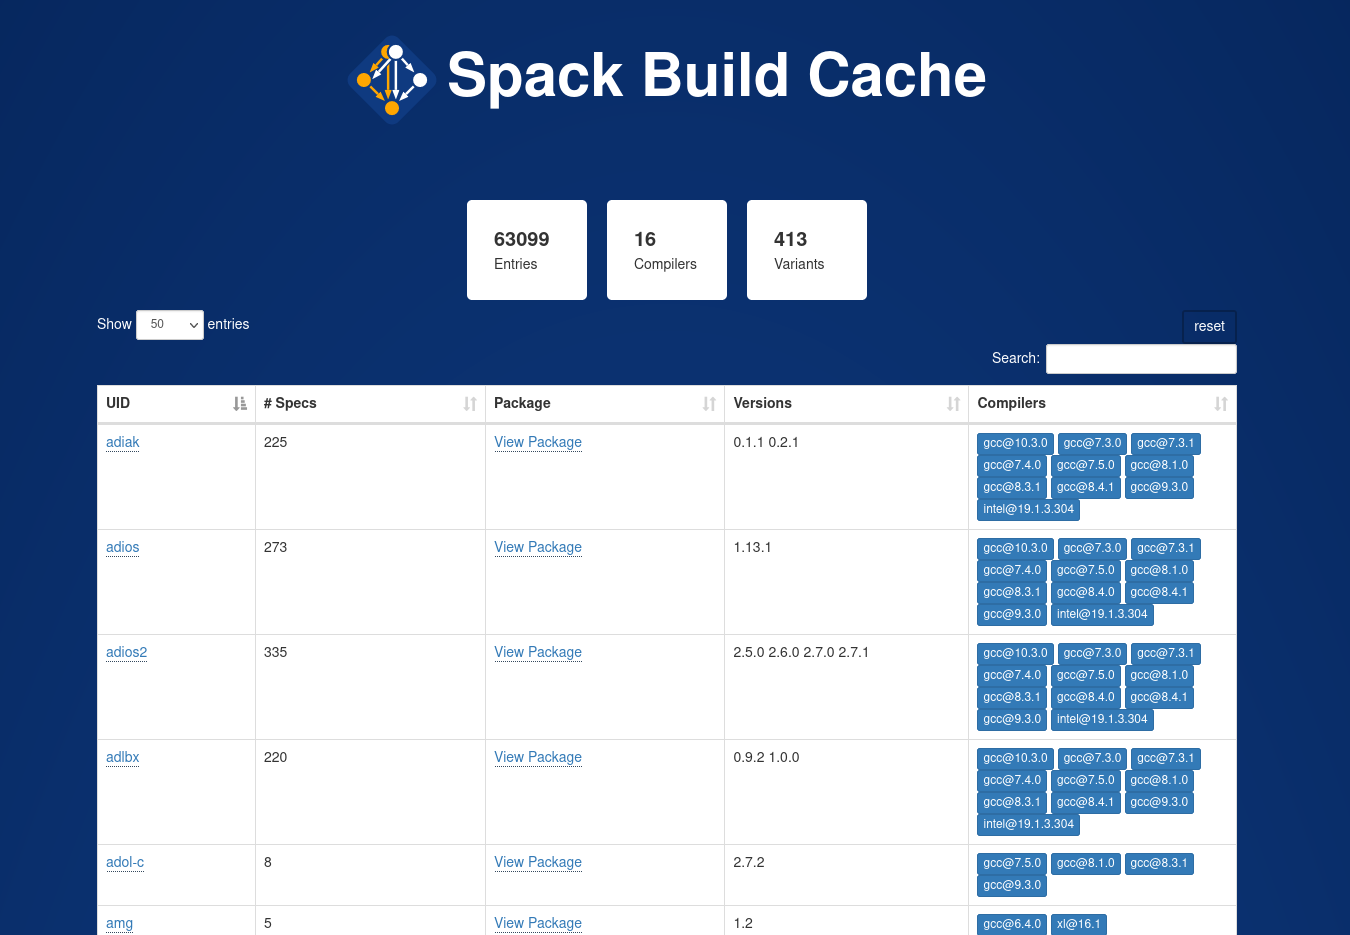 Spack Build Cache
63099
Entries
16
Compilers
413
Variants
Show 50 entries
reset
Search:
UID # Specs Package Versions Compilers
adiak 225 View Package 0.1.1 0.2.1 gcc@10.3.0 gcc@7.3.0 gcc@7.3.1
gcc@7.4.0 gcc@7.5.0 gcc@8.1.0
gcc@8.3.1 gcc@8.4.1 gcc@9.3.0
intel@19.1.3.304
adios 273 View Package 1.13.1 gcc@10.3.0 gcc@7.3.0 gcc@7.3.1
gcc@7.4.0 gcc@7.5.0 gcc@8.1.0
gcc@8.3.1 gcc@8.4.0 gcc@8.4.1
gcc@9.3.0 intel@19.1.3.304
adios2 335 View Package 2.5.0 2.6.0 2.7.0 2.7.1 gcc@10.3.0 gcc@7.3.0 gcc@7.3.1
gcc@7.4.0 gcc@7.5.0 gcc@8.1.0
gcc@8.3.1 gcc@8.4.0 gcc@8.4.1
gcc@9.3.0 intel@19.1.3.304
adlbx 220 View Package 0.9.2 1.0.0 gcc@10.3.0 gcc@7.3.0 gcc@7.3.1
gcc@7.4.0 gcc@7.5.0 gcc@8.1.0
gcc@8.3.1 gcc@8.4.1 gcc@9.3.0
intel@19.1.3.304
adol-c 8 View Package 2.7.2 gcc@7.5.0 gcc@8.1.0 gcc@8.3.1
gcc@9.3.0
amg 5 View Package 1.2 gcc@6.4.0 xl@16.1